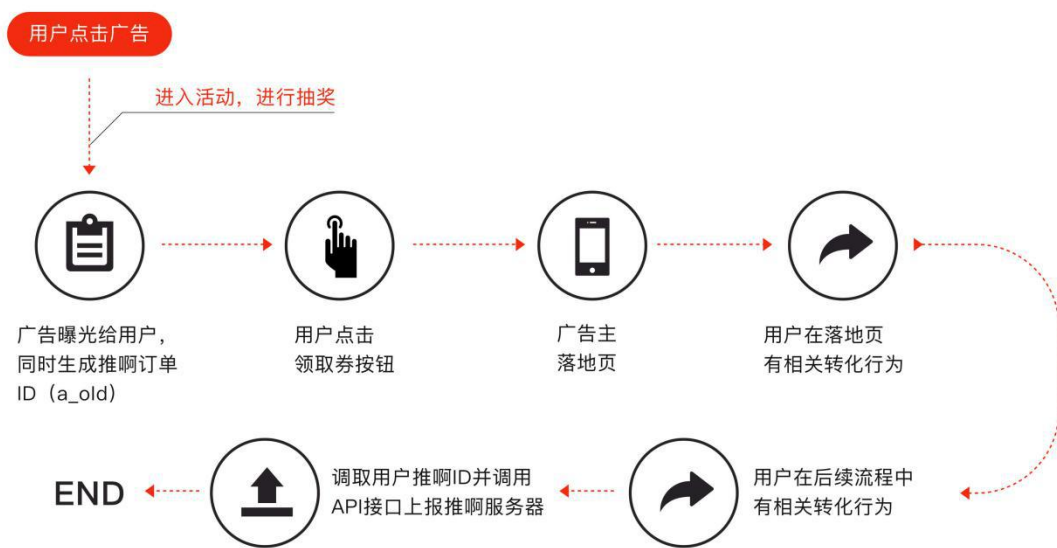 用户点击广告
进入活动，进行抽奖
广告曝光给用户，
同时生成推啊订单
ID（a_old）
用户点击
领取券按钮
广告主
落地页
用户在落地页
有相关转化行为
用户在后续流程中
有相关转化行为
调取用户推啊ID并调用
API接口上报推啊服务器
END